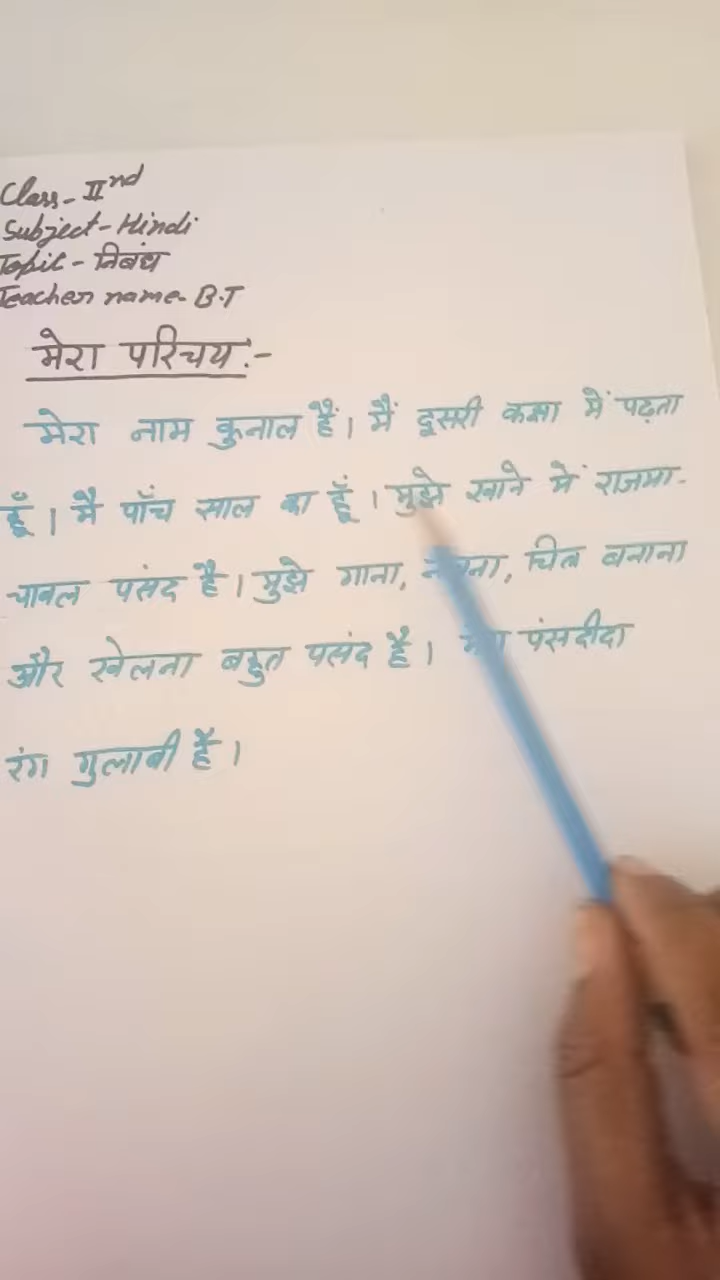 Class- IInd
Subject- Hindi
Topic- निबंध
Teacher name- B.T
मेरा परिचय :-
मेरा नाम कुनाल हैं। मैं दूसरी कक्षा में पढ़ता
हूँ। मै पाँच साल का हूँ। मुझे खाने में राजमा-
चावल पसंद है। मुझे गाना, चित्र बनाना
और खेलना बहुत पसंद है। पंसदीदा
रंग गुलाबी है।